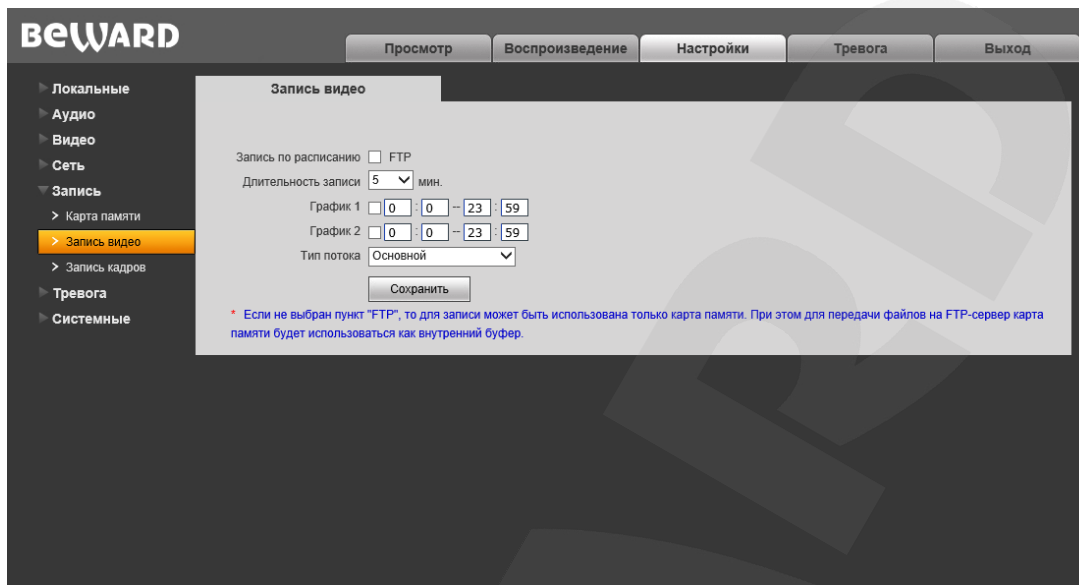 BEWARD
Просмотр Воспроизведение Настройки Тревога Выход
Локальные
Аудио
Видео
Сеть
Запись
> Карта памяти
> Запись видео
> Запись кадров
Тревога
Системные
Запись видео
Запись по расписанию FTP
Длительность записи 5 мин.
График 1 0 : 0 -- 23 : 59
График 2 0 : 0 -- 23 : 59
Тип потока Основной
Сохранить
* Если не выбран пункт "FTP", то для записи может быть использована только карта памяти. При этом для передачи файлов на FTP-сервер карта
памяти будет использоваться как внутренний буфер.